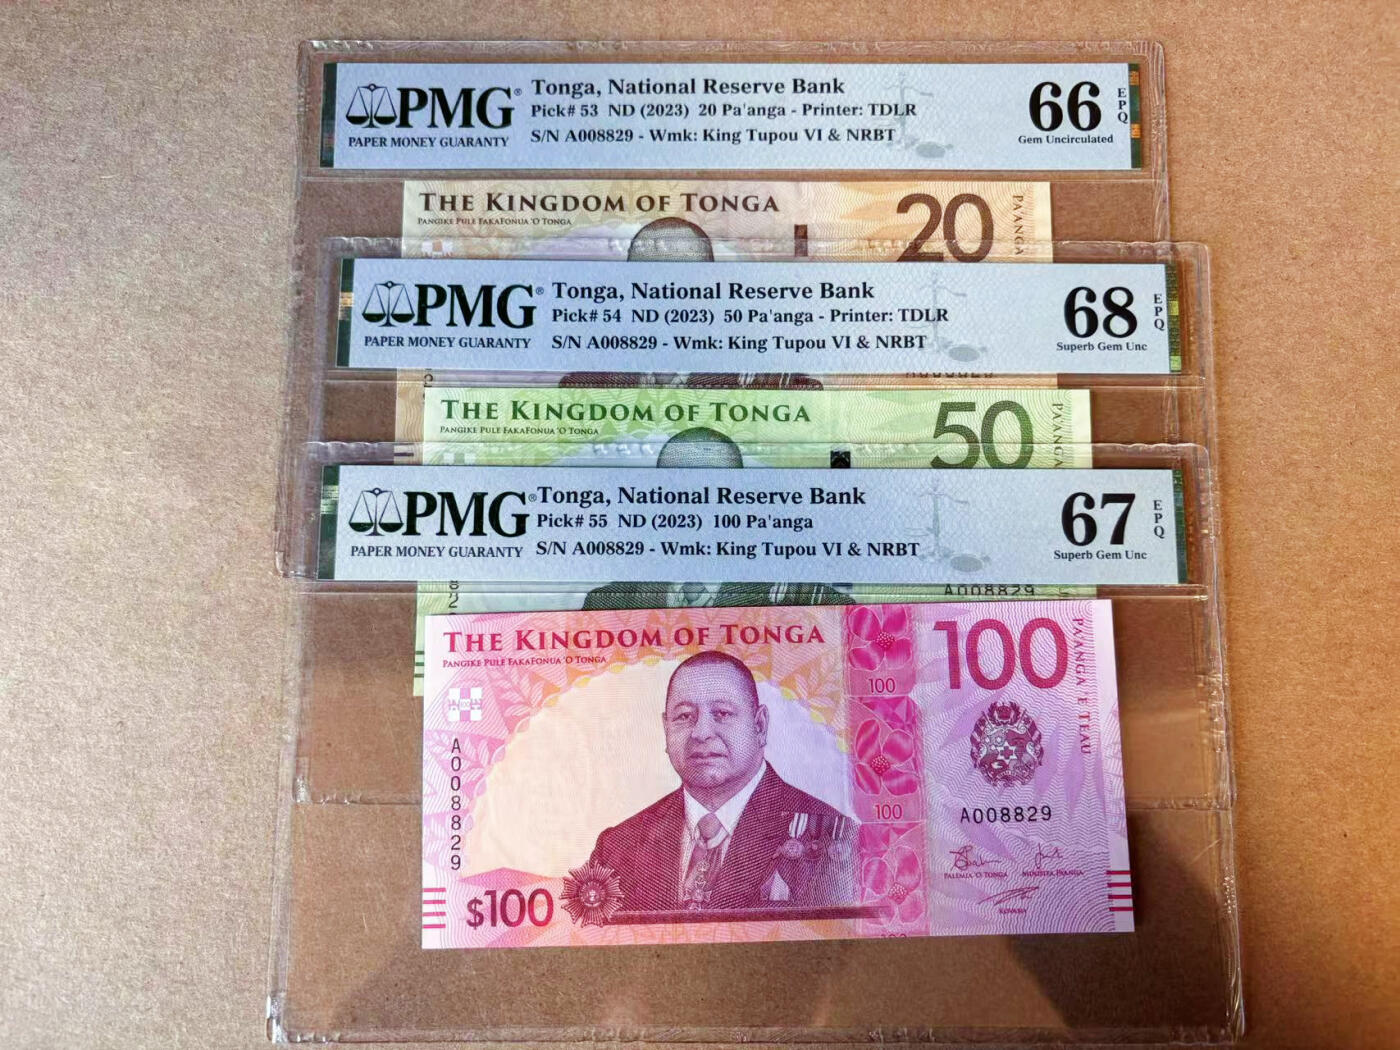 PMG®
PAPER MONEY GUARANTY
Tonga, National Reserve Bank
Pick# 53 ND (2023) 20 Pa'anga - Printer: TDLR
S/N A008829 - Wmk: King Tupou VI & NRBT
66
EPQ
Gem Uncirculated
THE KINGDOM OF TONGA
PANGIKE PULE FAKAFONUA 'O TONGA
20
PA'ANGA
PMG®
PAPER MONEY GUARANTY
Tonga, National Reserve Bank
Pick# 54 ND (2023) 50 Pa'anga - Printer: TDLR
S/N A008829 - Wmk: King Tupou VI & NRBT
68
EPQ
Superb Gem Unc
THE KINGDOM OF TONGA
PANGIKE PULE FAKAFONUA 'O TONGA
50
PA'ANGA
PMG®
PAPER MONEY GUARANTY
Tonga, National Reserve Bank
Pick# 55 ND (2023) 100 Pa'anga
S/N A008829 - Wmk: King Tupou VI & NRBT
67
EPQ
Superb Gem Unc
A008829
THE KINGDOM OF TONGA
PANGIKE PULE FAKAFONUA 'O TONGA
100
PA'ANGA 'E TEAU
100
100
A008829
A008829
PALEMIA 'O TONGA
MINISITA PA'ANGA
KOVANA
$100